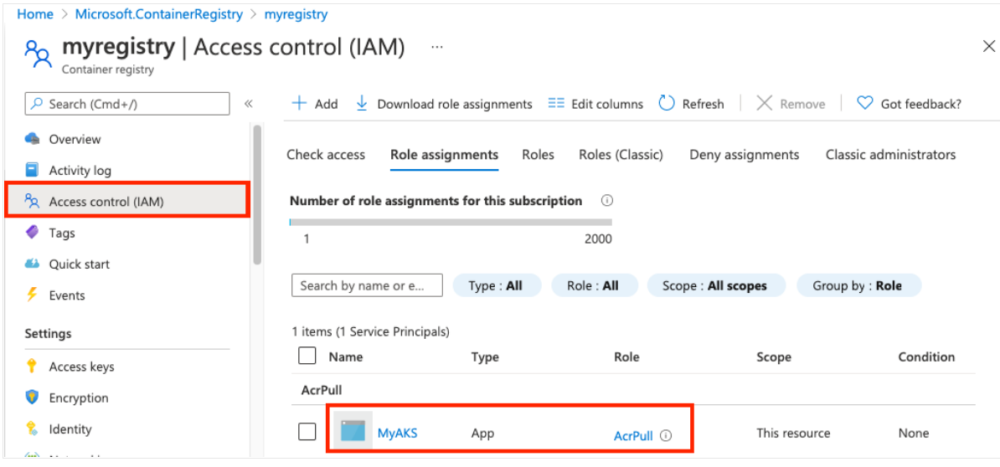 Home > Microsoft.ContainerRegistry > myregistry
myregistry | Access control (IAM) ...
Container registry
Search (Cmd+/)
«
Add
Download role assignments
Edit columns
Refresh
Remove
Got feedback?
Overview
Activity log
Access control (IAM)
Tags
Quick start
Events
Settings
Access keys
Encryption
Identity
Check access
Role assignments
Roles
Roles (Classic)
Deny assignments
Classic administrators
Number of role assignments for this subscription
1 2000
Search by name or e...
Type : All
Role : All
Scope : All scopes
Group by : Role
1 items (1 Service Principals)
Name Type Role Scope Condition
AcrPull
MyAKS App AcrPull This resource None